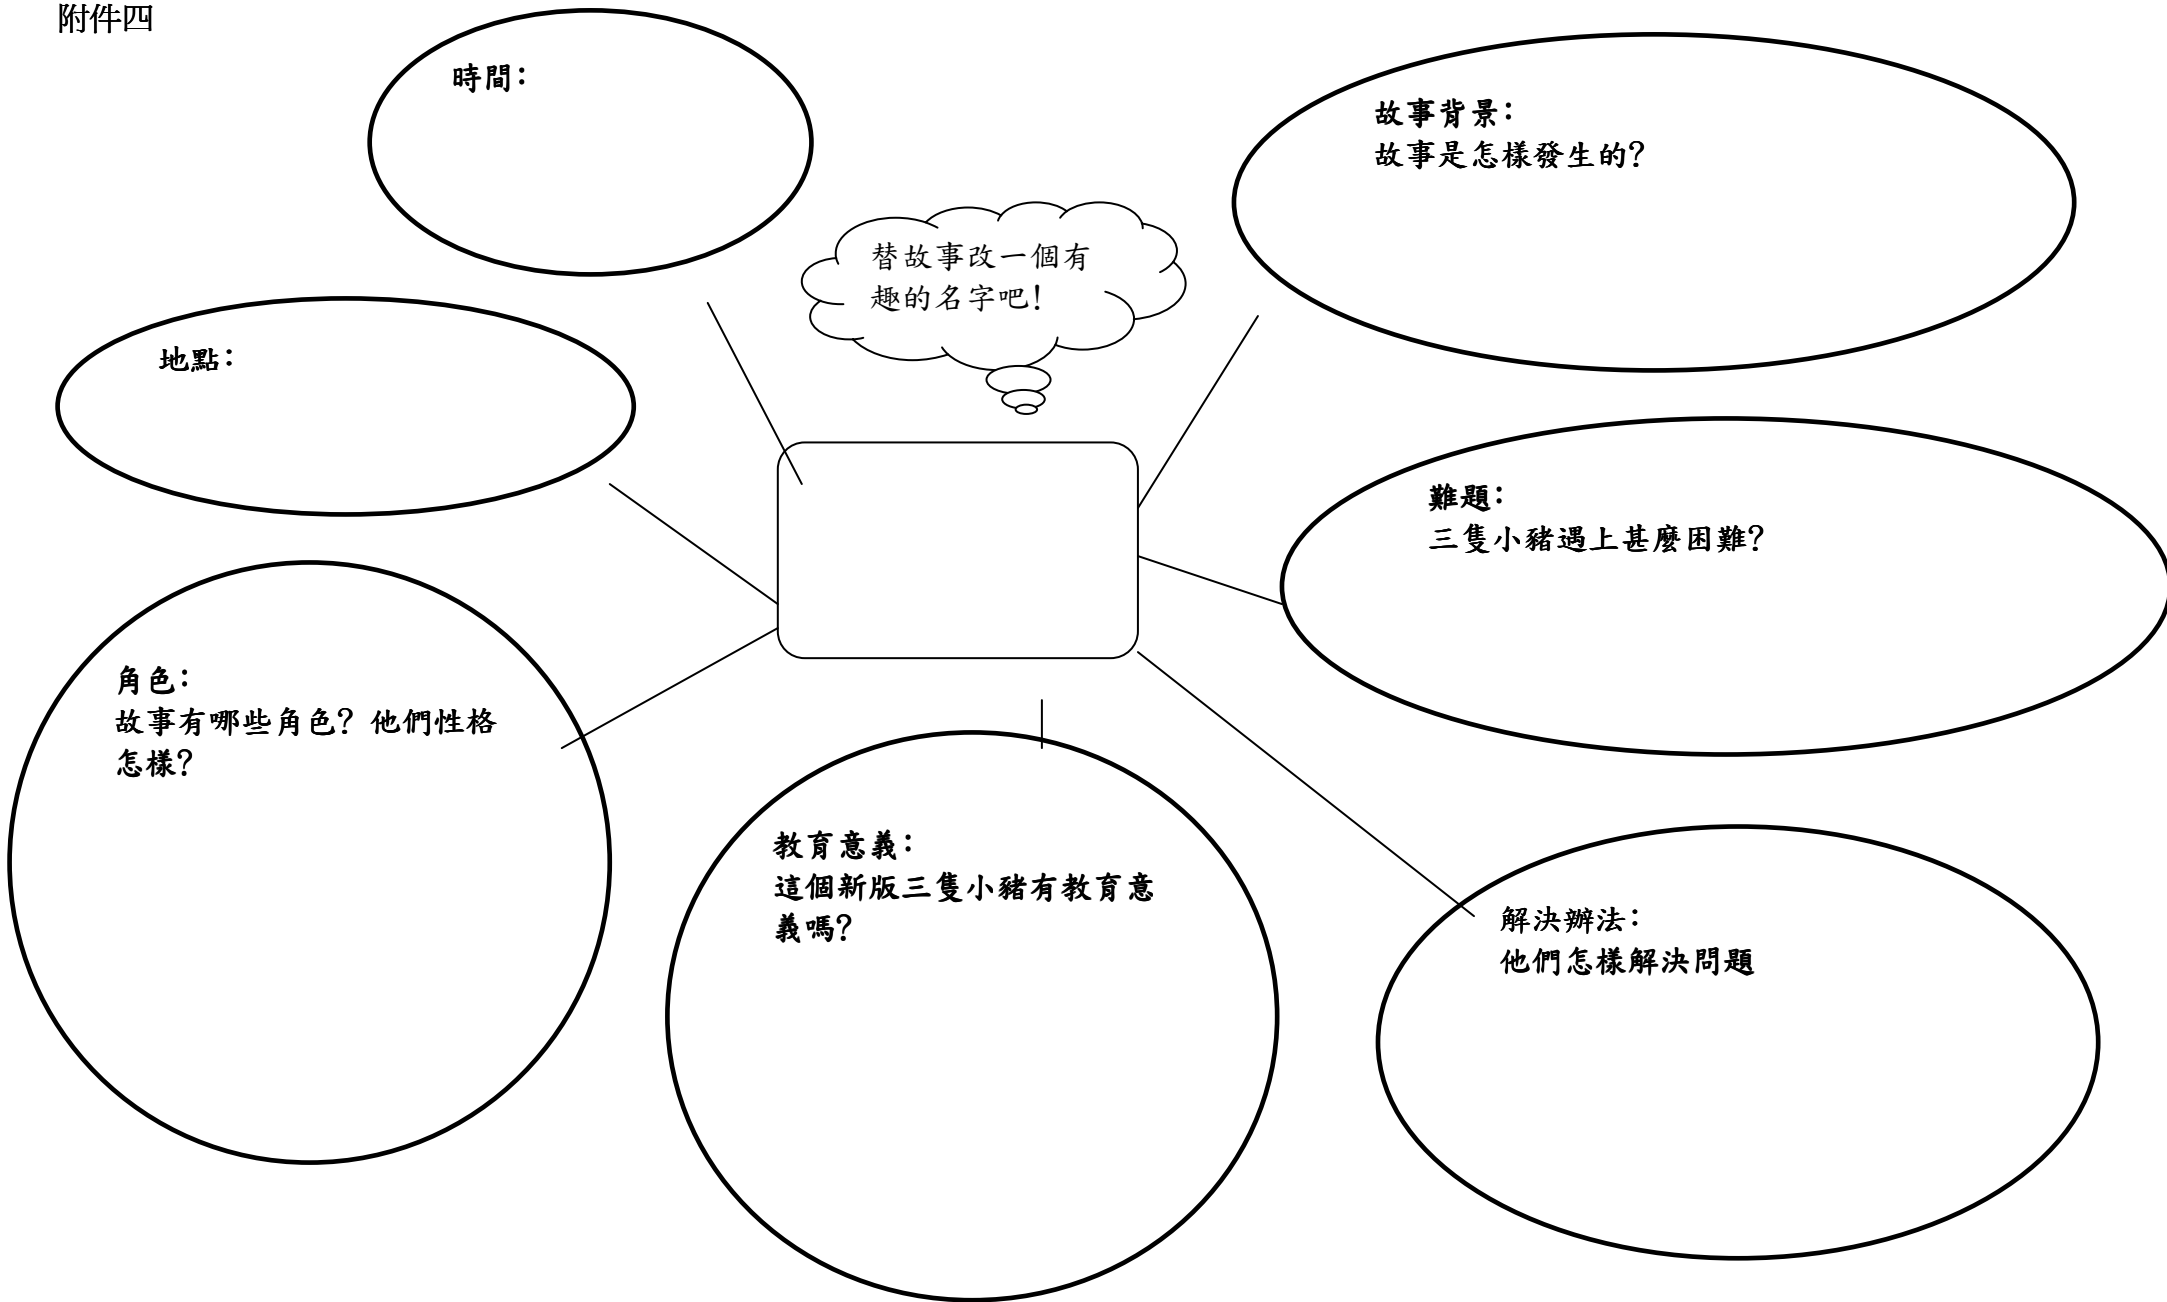 附件四
時間：
故事背景：
故事是怎樣發生的？
替故事改一個有
趣的名字吧！
地點：
難題：
三隻小豬遇上甚麼困難？
角色：
故事有哪些角色？他們性格
怎樣？
教育意義：
這個新版三隻小豬有教育意
義嗎？
解決辦法：
他們怎樣解決問題